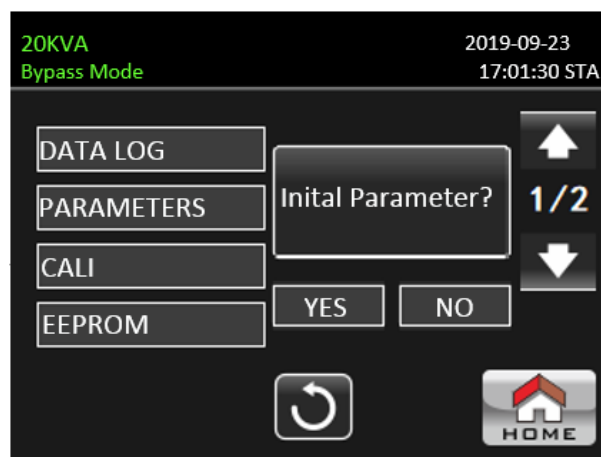 20KVA
2019-09-23
Bypass Mode
17:01:30 STA
DATA LOG
PARAMETERS
CALI
EEPROM
Inital Parameter?
YES
NO
1/2
HOME